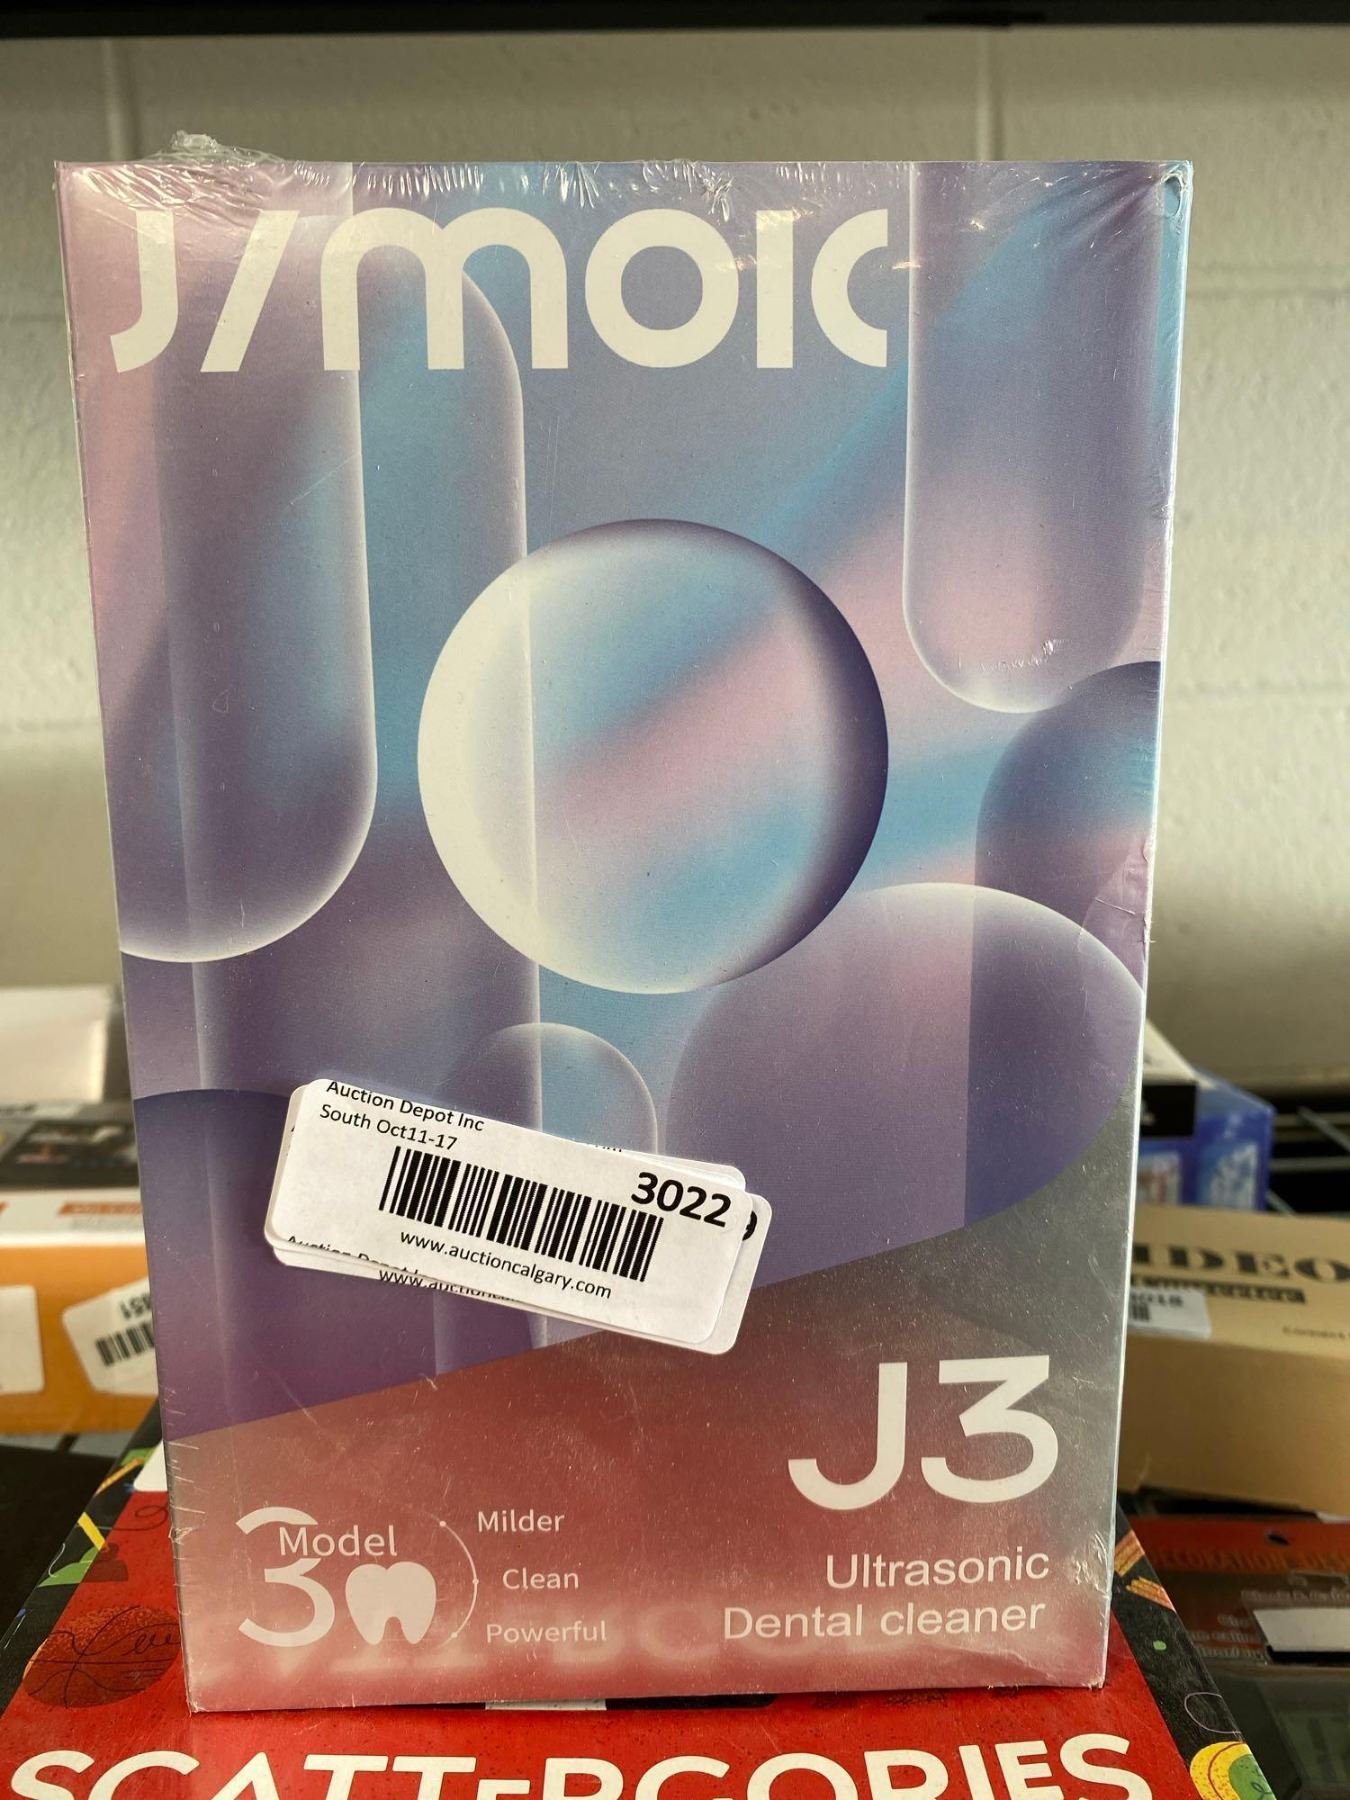 J/moic
Auction Depot Inc
South Oct11-17
3022
www.auctioncalgary.com
J3
Ultrasonic
Dental cleaner
3 Model
Milder
Clean
Powerful
SCATTERGORIES